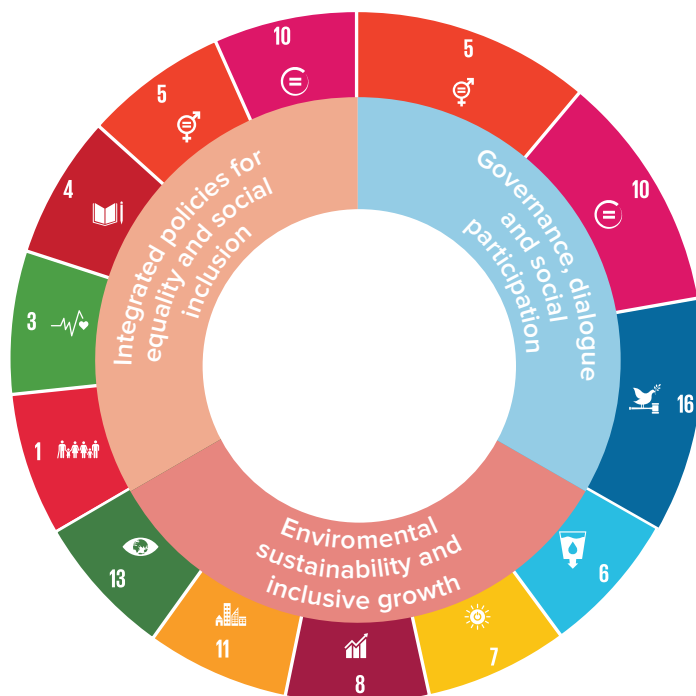 10
5
5
10
4
3
1
16
13
6
11
7
8
Integrated policies for
equality and social
inclusion
Governance, dialogue
and social
participation
Enviromental
sustainability and
inclusive growth